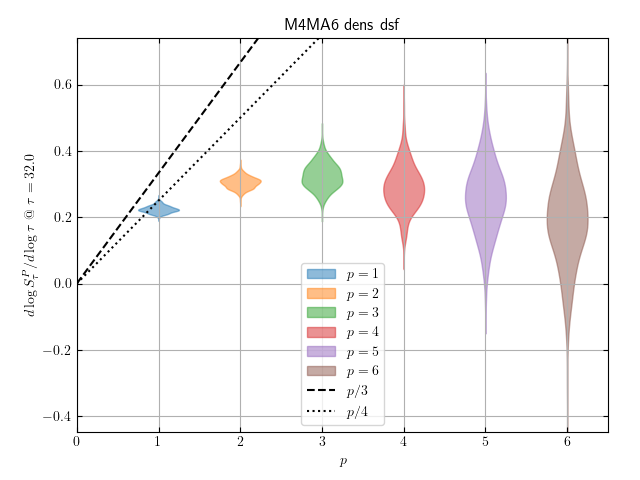 M4MA6 dens dsf
d log S_τ^P / d log τ @ τ = 32.0
0.6
0.4
0.2
0.0
−0.2
−0.4
p = 1
p = 2
p = 3
p = 4
p = 5
p = 6
p/3
p/4
0 1 2 3 4 5 6
p